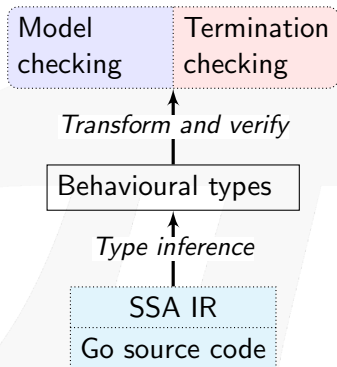 Model
checking
Termination
checking
Transform and verify
Behavioural types
Type inference
SSA IR
Go source code